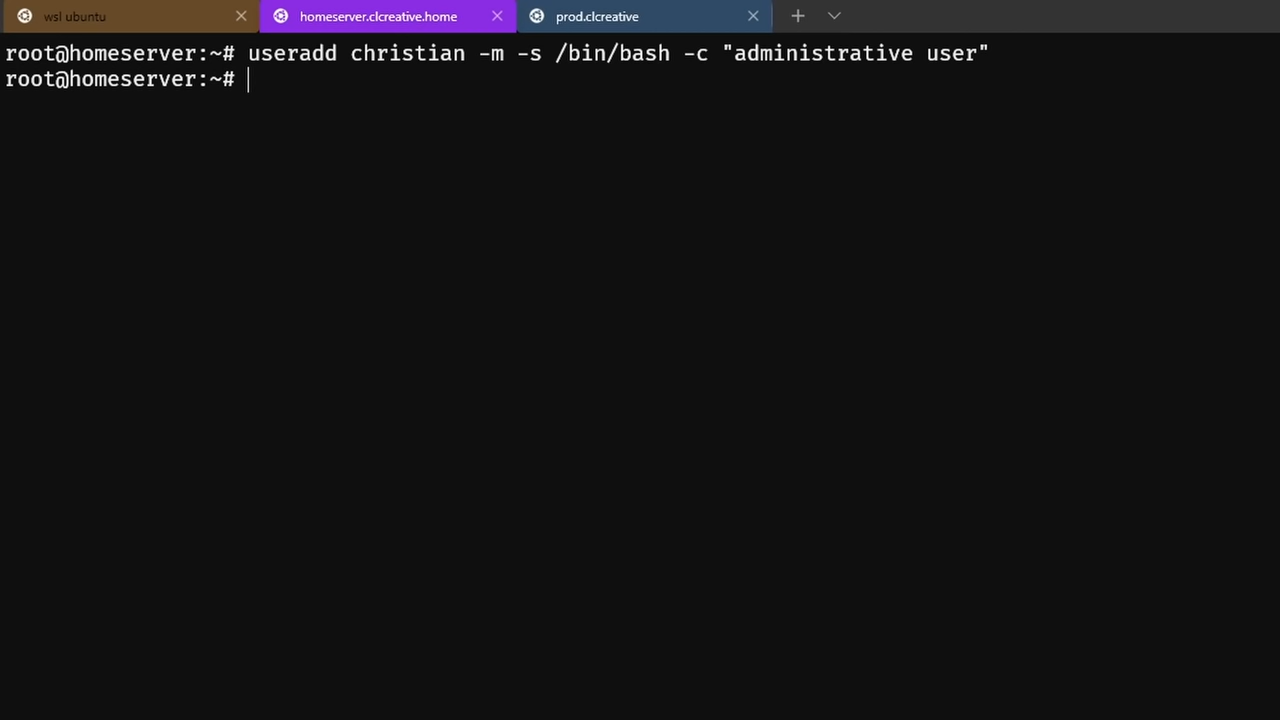 wsl ubuntu
homeserver.clcreative.home
prod.clcreative
root@homeserver:~# useradd christian -m -s /bin/bash -c "administrative user"
root@homeserver:~#